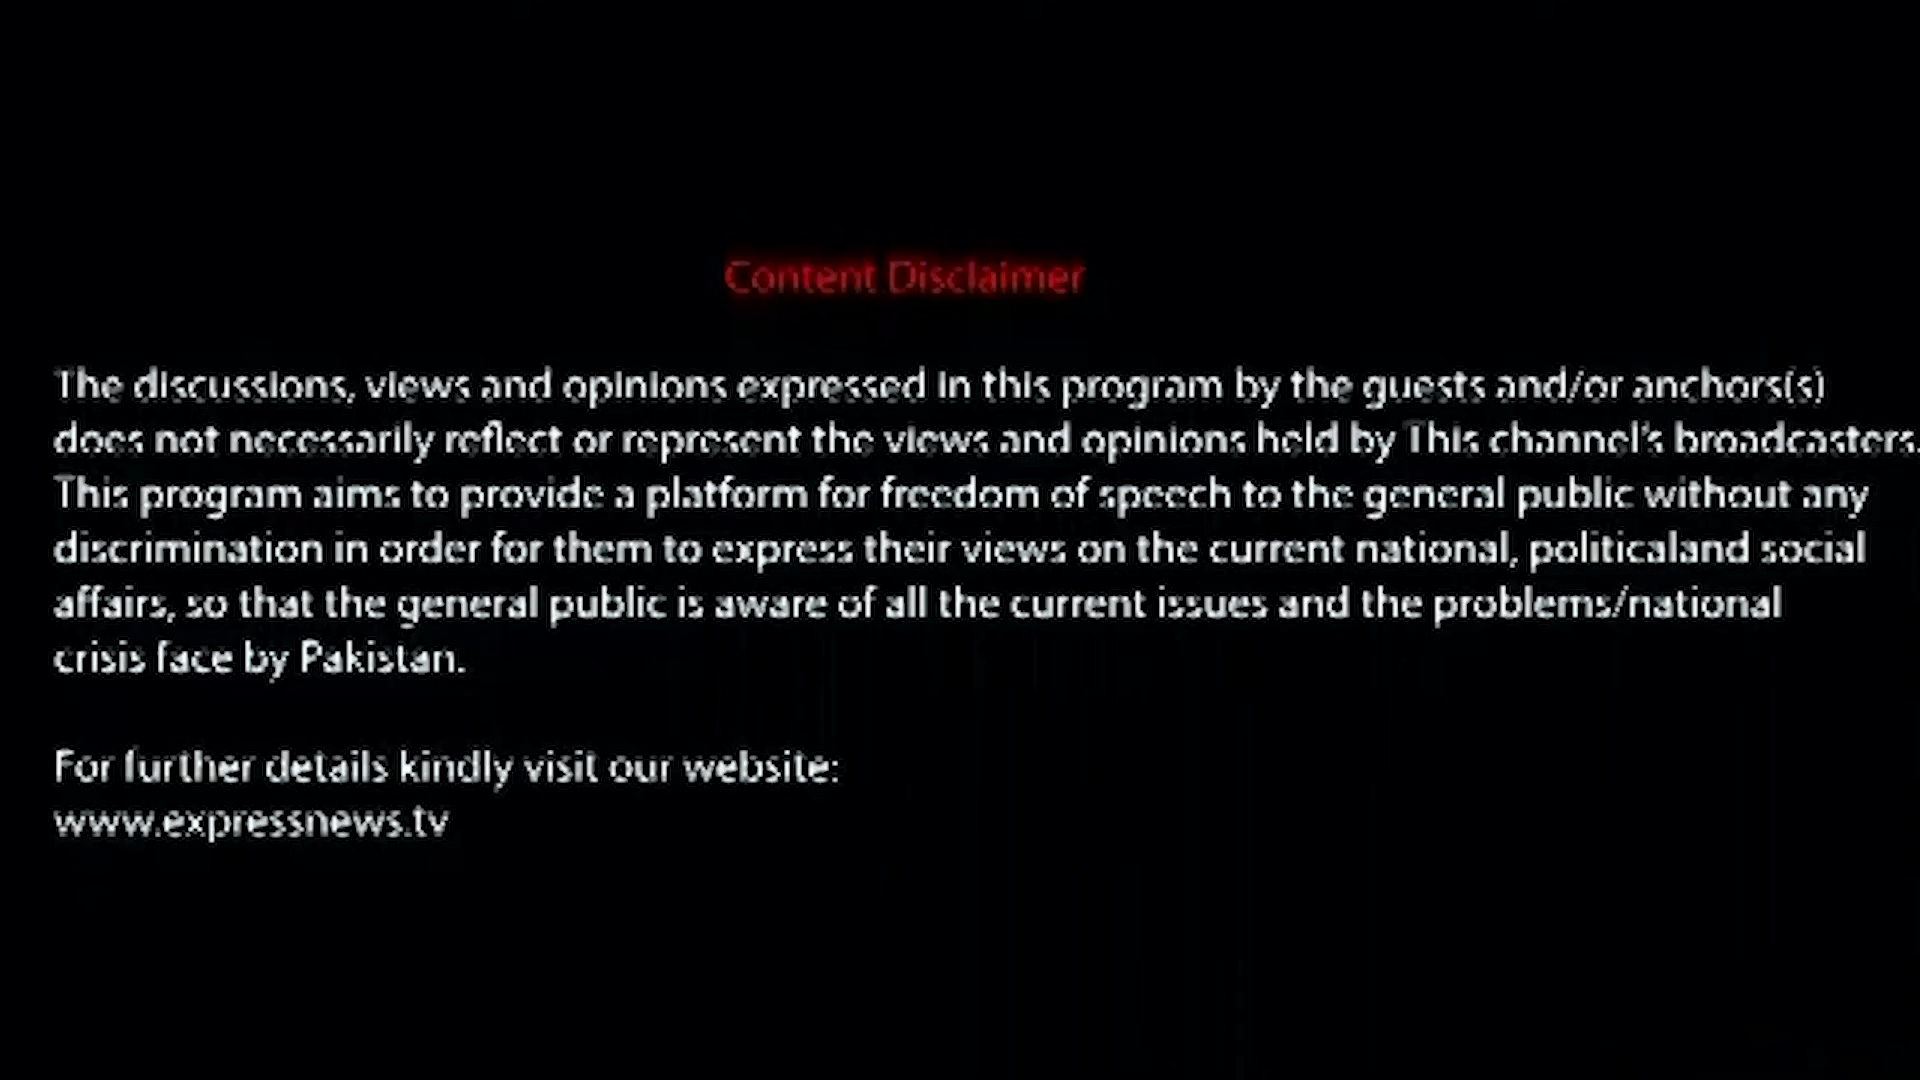 Content Disclaimer
The discussions, views and opinions expressed in this program by the guests and/or anchors(s)
does not necessarily reflect or represent the views and opinions held by This channel's broadcasters.
This program aims to provide a platform for freedom of speech to the general public without any
discrimination in order for them to express their views on the current national, politicaland social
affairs, so that the general public is aware of all the current issues and the problems/national
crisis face by Pakistan.
For further details kindly visit our website:
www.expressnews.tv